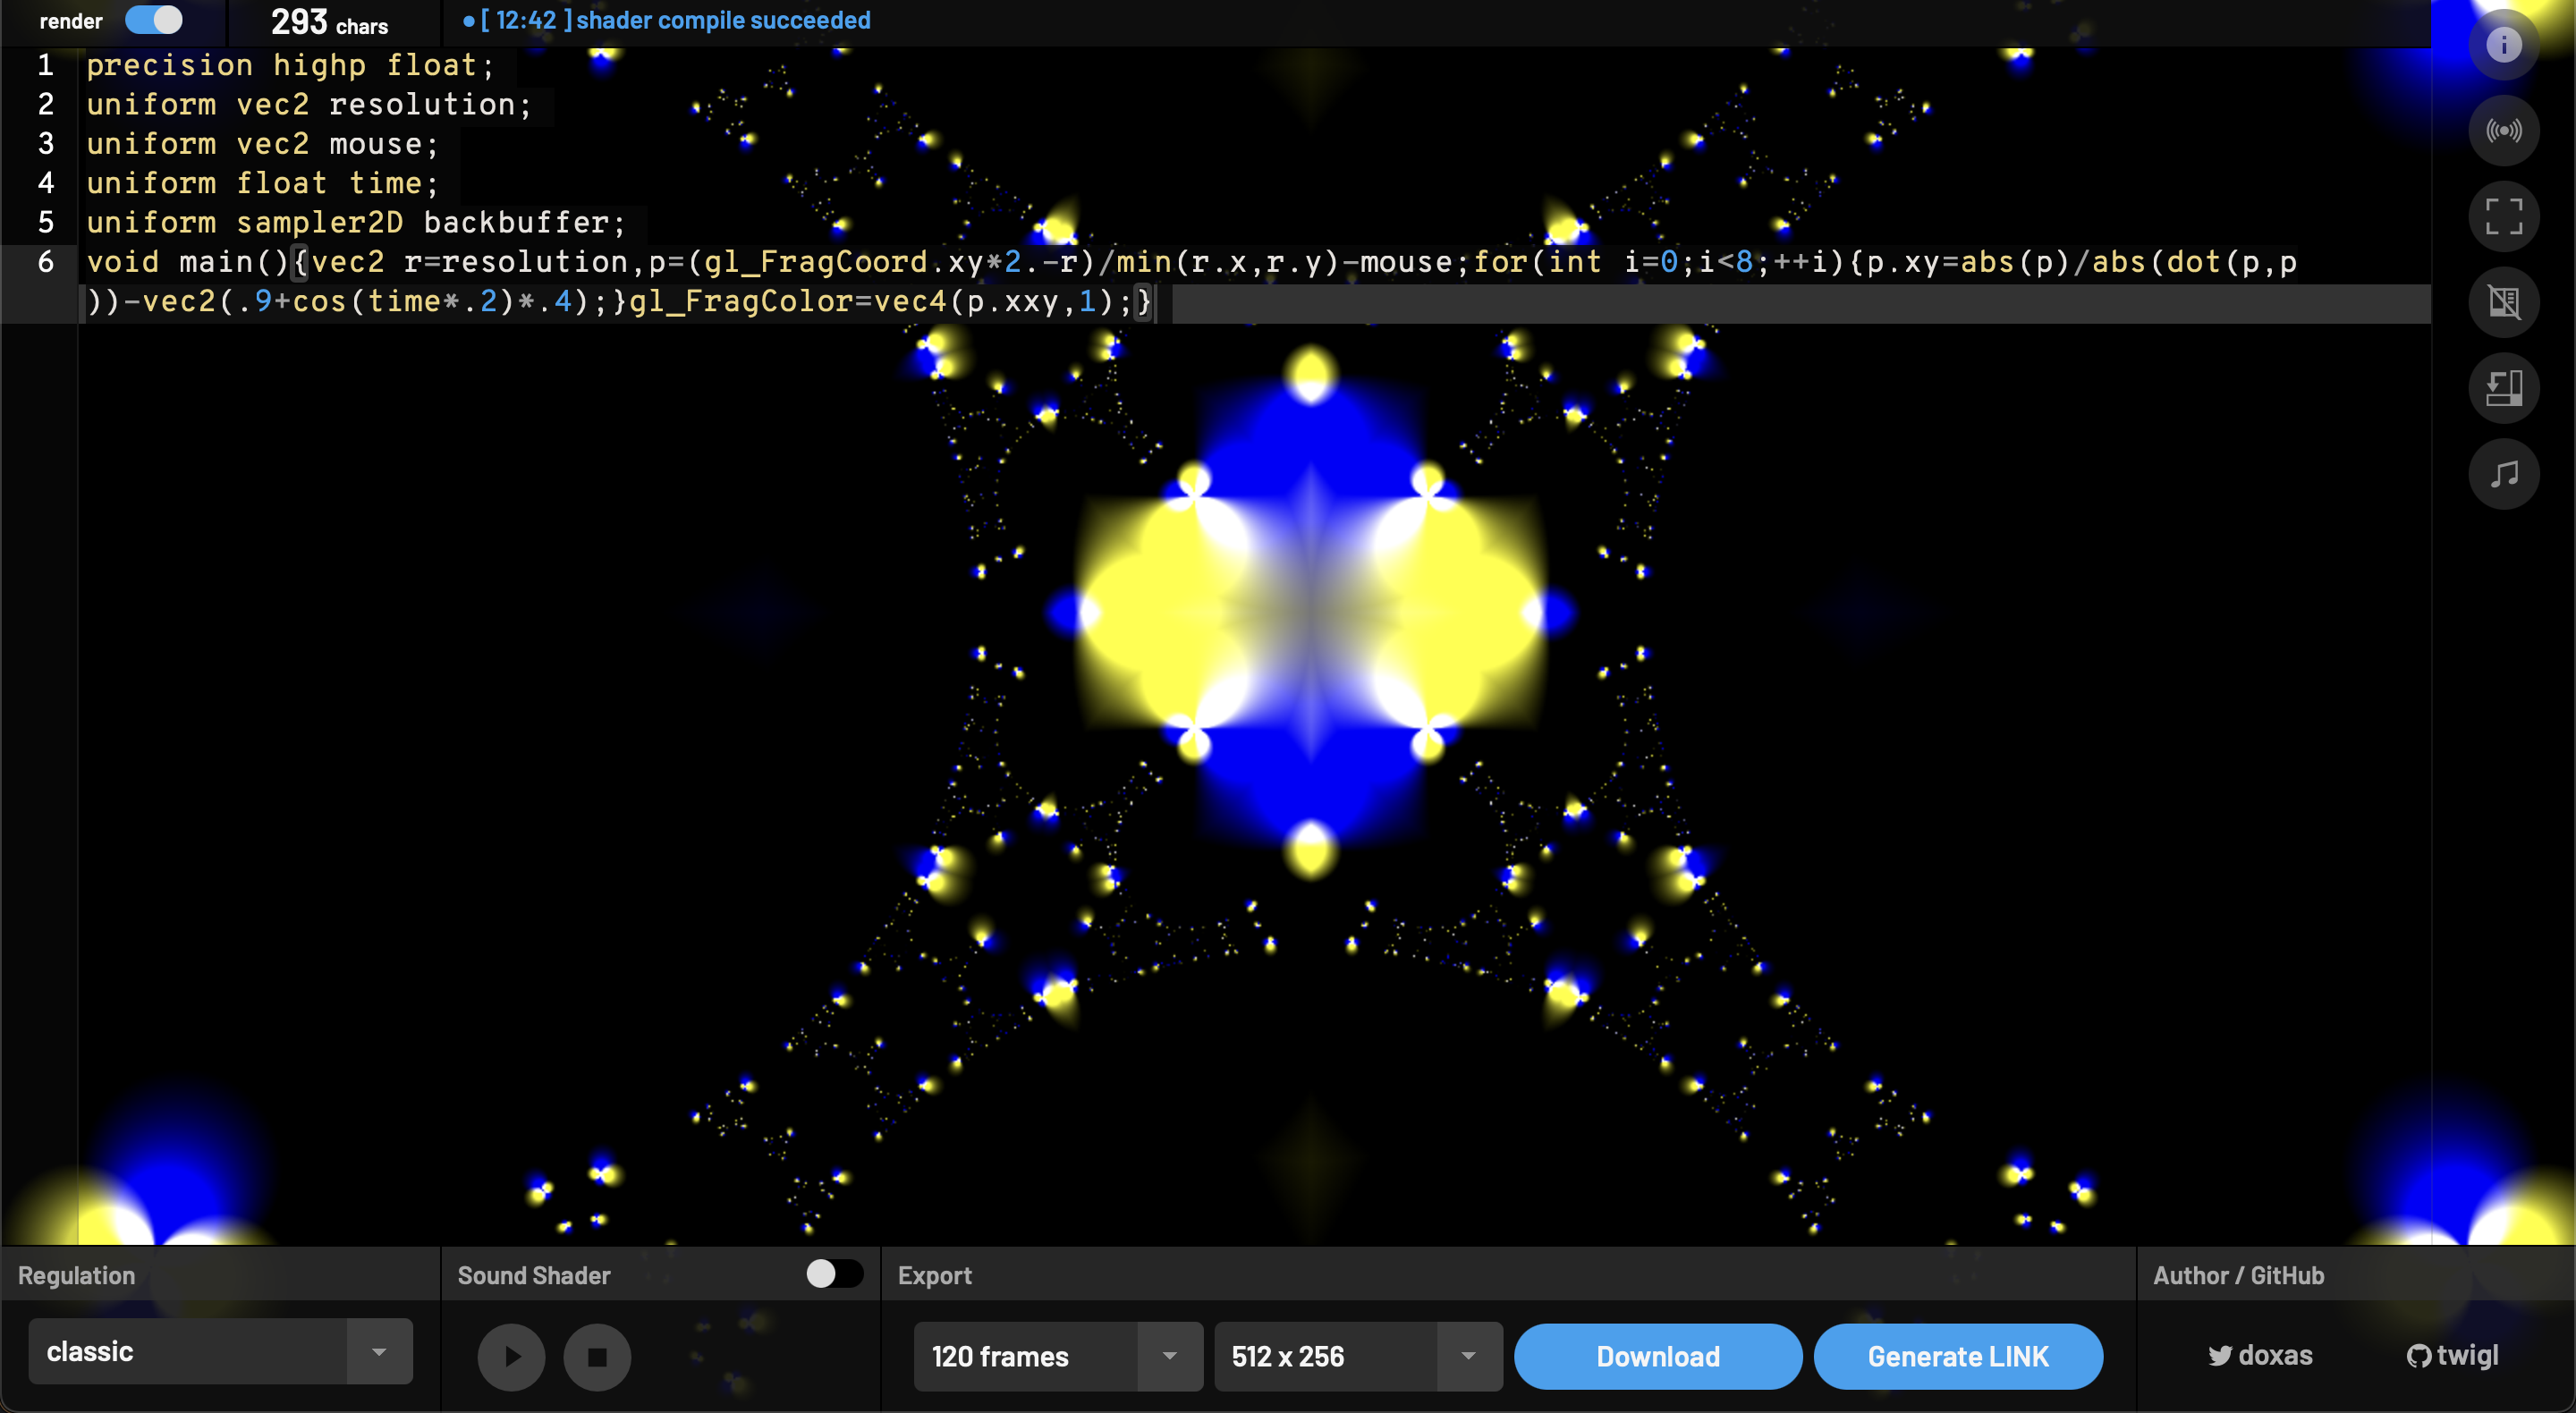 render
293 chars
[ 12:42 ] shader compile succeeded
1 precision highp float;
2 uniform vec2 resolution;
3 uniform vec2 mouse;
4 uniform float time;
5 uniform sampler2D backbuffer;
6 void main(){vec2 r=resolution,p=(gl_FragCoord.xy*2.-r)/min(r.x,r.y)-mouse;for(int i=0;i<8;++i){p.xy=abs(p)/abs(dot(p,p
))-vec2(.9+cos(time*.2)*.4);}gl_FragColor=vec4(p.xxy,1);}
Regulation
classic
Sound Shader
Export
120 frames
512 x 256
Download
Generate LINK
Author / GitHub
doxas
twigl